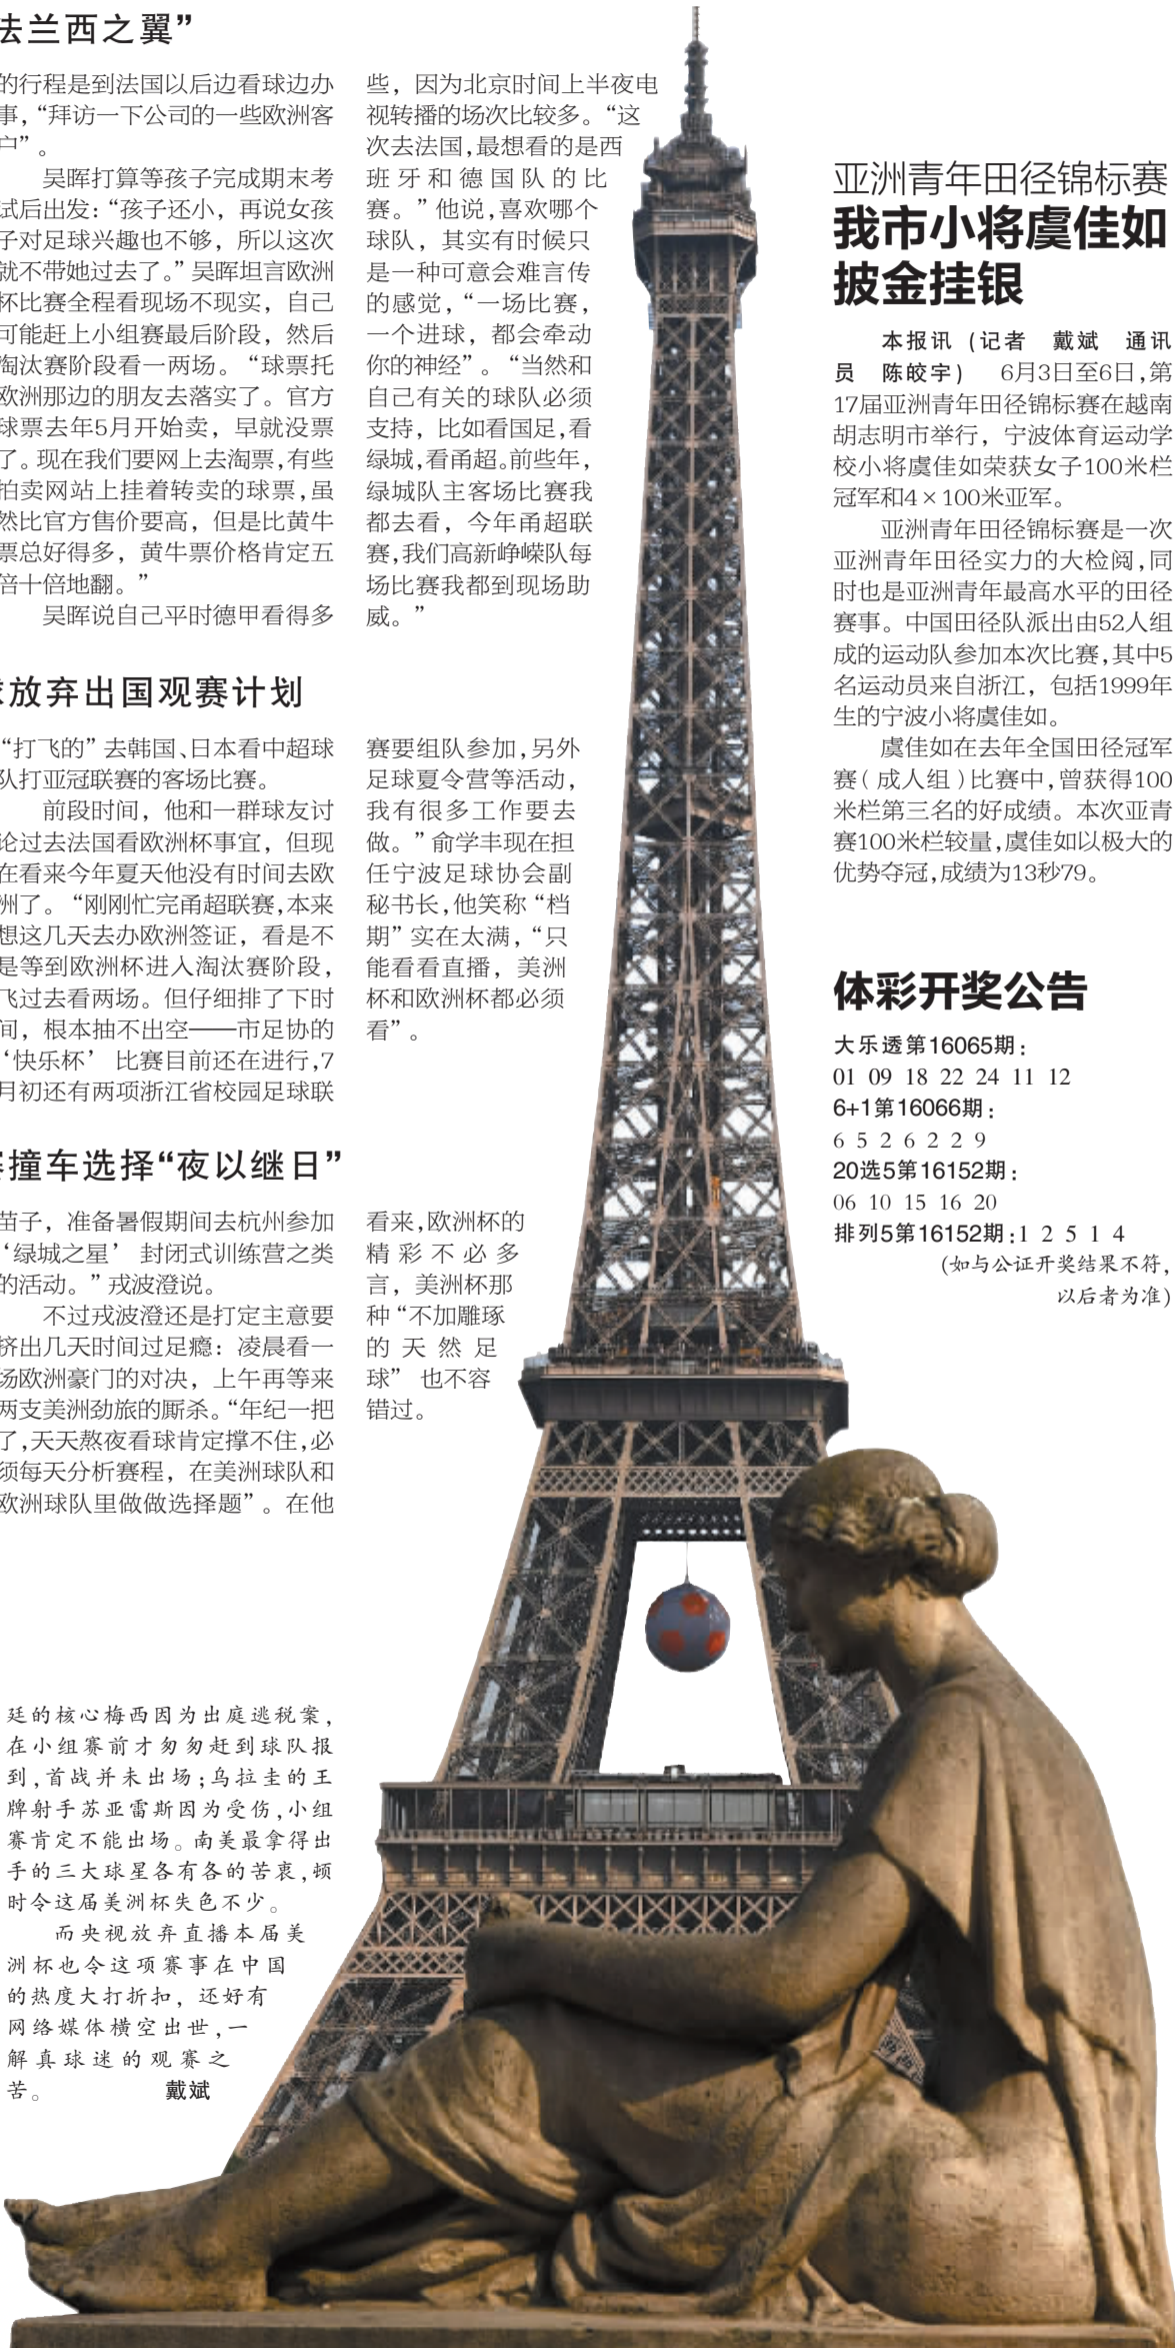 法兰西之翼”
的行程是到法国以后边看球边办
事，“拜访一下公司的一些欧洲客
户”。
吴晖打算等孩子完成期末考
试后出发：“孩子还小，再说女孩
子对足球兴趣也不够，所以这次
就不带她过去了。”吴晖坦言欧洲
杯比赛全程看现场不现实，自己
可能赶上小组赛最后阶段，然后
淘汰赛阶段看一两场。“球票托
欧洲那边的朋友去落实了。官方
球票去年5月开始卖，早就没票
了。现在我们要网上去淘票，有些
拍卖网站上挂着转卖的球票，虽
然比官方售价要高，但是比黄牛
票总好得多，黄牛票价格肯定五
倍十倍地翻。”
吴晖说自己平时德甲看得多
些，因为北京时间上半夜电
视转播的场次比较多。“这
次去法国，最想看的是西
班牙和德国队的比
赛。”他说，喜欢哪个
球队，其实有时候只
是一种可意会难言传
的感觉，“一场比赛，
一个进球，都会牵动
你的神经”。“当然和
自己有关的球队必须
支持，比如看国足，看
绿城，看甬超。前些年，
绿城队主客场比赛我
都去看，今年甬超联
赛，我们高新峥嵘队每
场比赛我都到现场助
威。”
放弃出国观赛计划
“打飞的”去韩国、日本看中超球
队打亚冠联赛的客场比赛。
前段时间，他和一群球友讨
论过去法国看欧洲杯事宜，但现
在看来今年夏天他没有时间去欧
洲了。“刚刚忙完甬超联赛，本来
想这几天去办欧洲签证，看是不
是等到欧洲杯进入淘汰赛阶段，
飞过去看两场。但仔细排了下时
间，根本抽不出空——市足协的
‘快乐杯’比赛目前还在进行，7
月初还有两项浙江省校园足球联
赛要组队参加，另外
足球夏令营等活动，
我有很多工作要去
做。”俞学丰现在担
任宁波足球协会副
秘书长，他笑称“档
期”实在太满，“只
能看看直播，美洲
杯和欧洲杯都必须
看”。
撞车选择“夜以继日”
苗子，准备暑假期间去杭州参加
‘绿城之星’封闭式训练营之类
的活动。”戎波澄说。
不过戎波澄还是打定主意要
挤出几天时间过足瘾：凌晨看一
场欧洲豪门的对决，上午再等来
两支美洲劲旅的厮杀。“年纪一把
了，天天熬夜看球肯定撑不住，必
须每天分析赛程，在美洲球队和
欧洲球队里做做选择题”。在他
看来，欧洲杯的
精彩不必多
言，美洲杯那
种“不加雕琢
的天然足
球”也不容
错过。
廷的核心梅西因为出庭逃税案，
在小组赛前才匆匆赶到球队报
到，首战并未出场；乌拉圭的王
牌射手苏亚雷斯因为受伤，小组
赛肯定不能出场。南美最拿得出
手的三大球星各有各的苦衷，顿
时令这届美洲杯失色不少。
而央视放弃直播本届美
洲杯也令这项赛事在中国
的热度大打折扣，还好有
网络媒体横空出世，一
解真球迷的观赛之
苦。 戴斌
亚洲青年田径锦标赛
我市小将虞佳如
披金挂银
本报讯（记者 戴斌 通讯
员 陈皎宇） 6月3日至6日，第
17届亚洲青年田径锦标赛在越南
胡志明市举行，宁波体育运动学
校小将虞佳如荣获女子100米栏
冠军和4×100米亚军。
亚洲青年田径锦标赛是一次
亚洲青年田径实力的大检阅，同
时也是亚洲青年最高水平的田径
赛事。中国田径队派出由52人组
成的运动队参加本次比赛，其中5
名运动员来自浙江，包括1999年
生的宁波小将虞佳如。
虞佳如在去年全国田径冠军
赛（成人组）比赛中，曾获得100
米栏第三名的好成绩。本次亚青
赛100米栏较量，虞佳如以极大的
优势夺冠，成绩为13秒79。
体彩开奖公告
大乐透第16065期：
01 09 18 22 24 11 12
6+1第16066期：
6 5 2 6 2 2 9
20选5第16152期：
06 10 15 16 20
排列5第16152期：1 2 5 1 4
（如与公证开奖结果不符，
以后者为准）